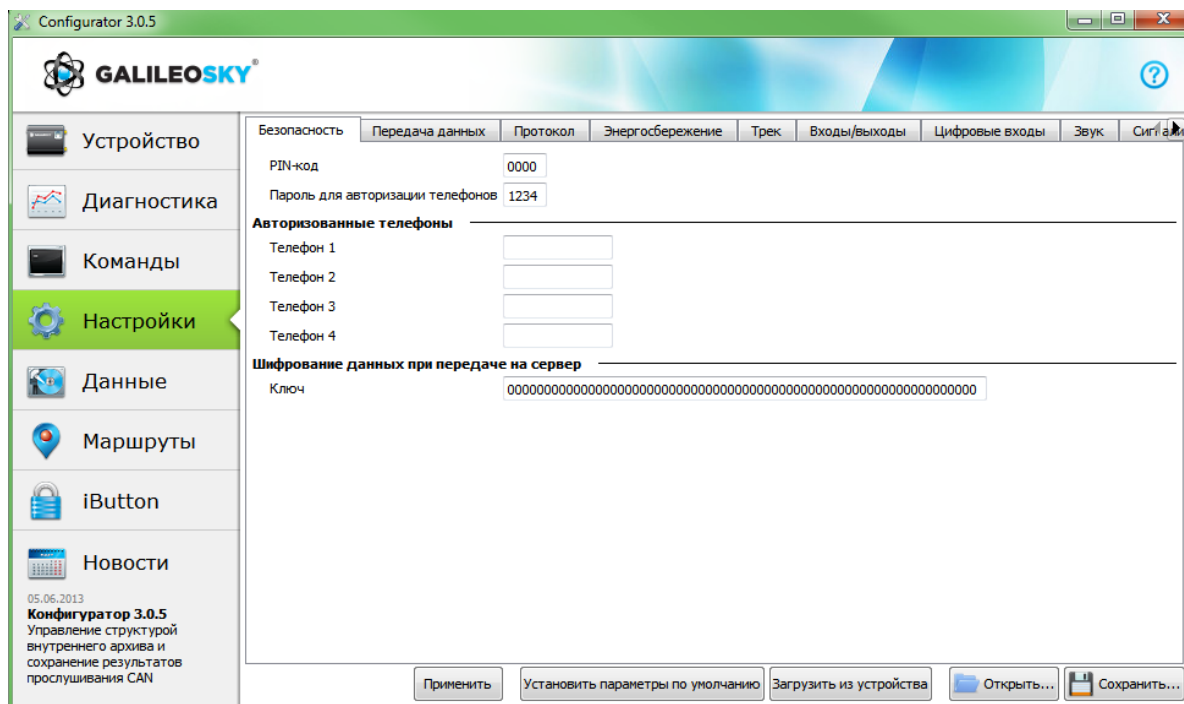 Configurator 3.0.5
GALILEOSKY®
?
Устройство
Диагностика
Команды
Настройки
Данные
Маршруты
iButton
Новости
05.06.2013
Конфигуратор 3.0.5
Управление структурой
внутреннего архива и
сохранение результатов
прослушивания CAN
Безопасность Передача данных Протокол Энергосбережение Трек Входы/выходы Цифровые входы Звук
PIN-код 0000
Пароль для авторизации телефонов 1234
Авторизованные телефоны
Телефон 1
Телефон 2
Телефон 3
Телефон 4
Шифрование данных при передаче на сервер
Ключ 0000000000000000000000000000000000000000000000000000000000000000
Применить Установить параметры по умолчанию Загрузить из устройства Открыть... Сохранить...